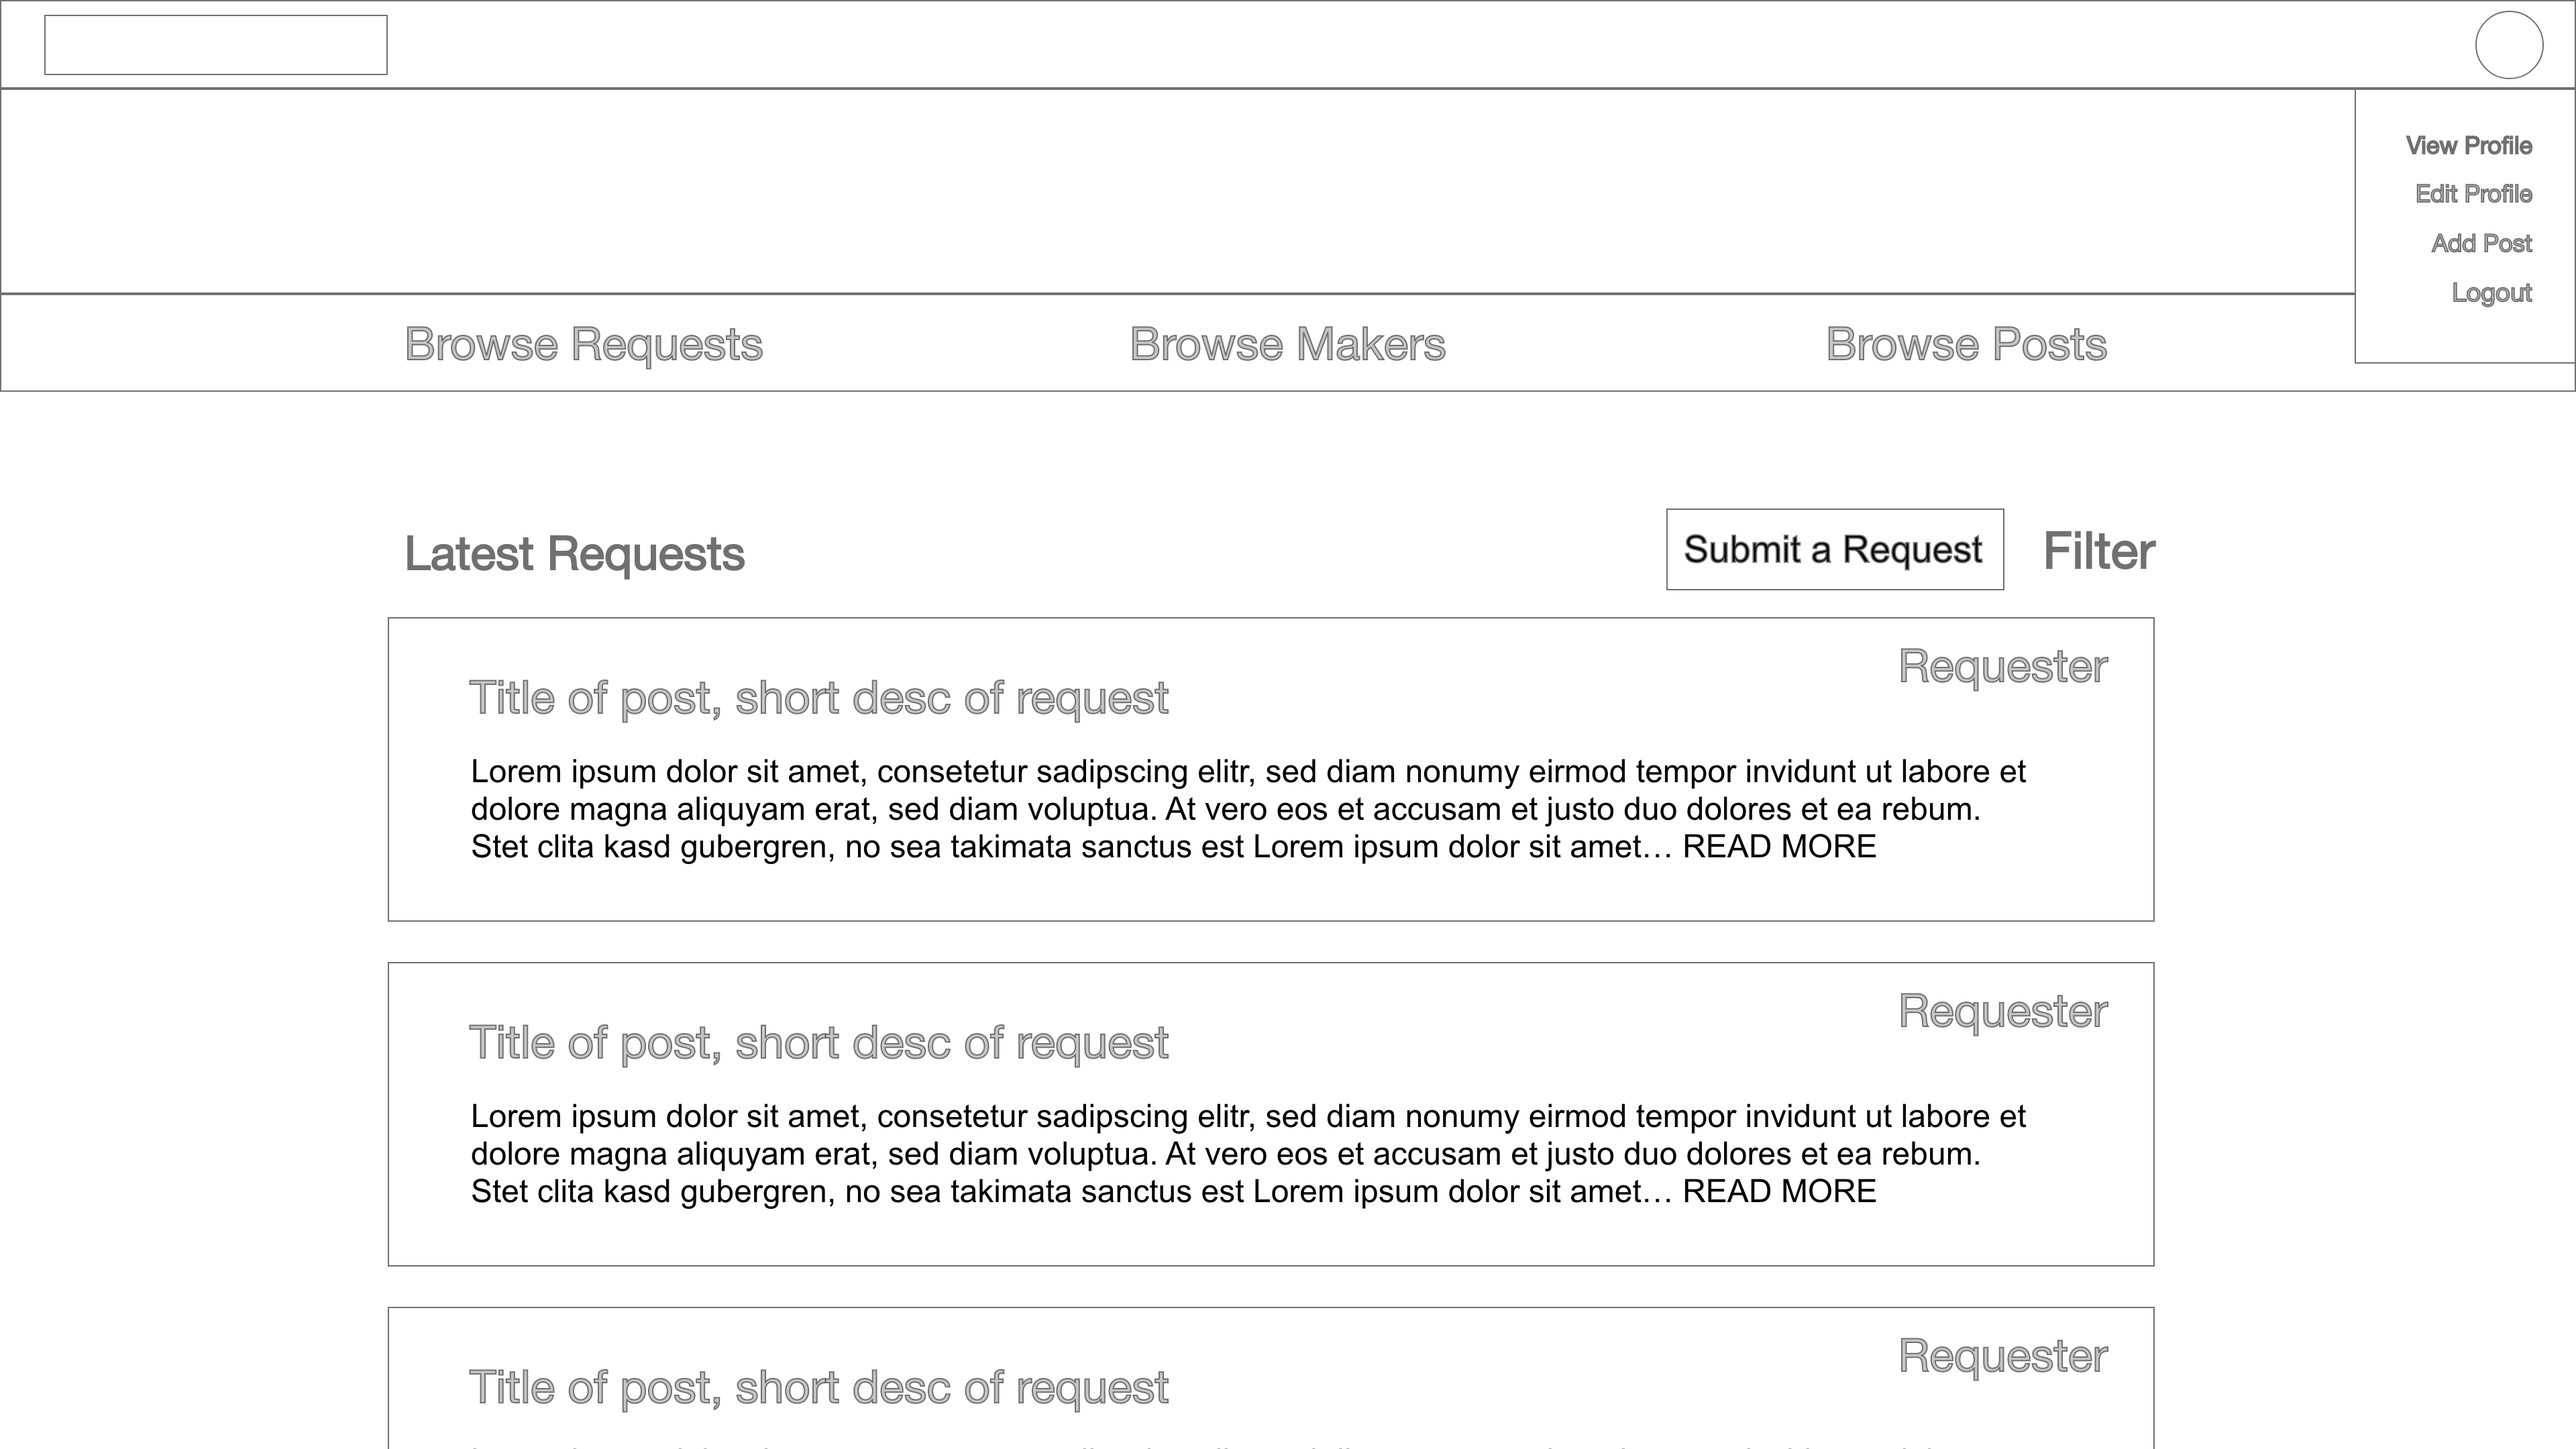 View Profile
Edit Profile
Add Post
Logout
Browse Requests
Browse Makers
Browse Posts
Latest Requests
Submit a Request
Filter
Requester
Title of post, short desc of request
Lorem ipsum dolor sit amet, consetetur sadipscing elitr, sed diam nonumy eirmod tempor invidunt ut labore et
dolore magna aliquyam erat, sed diam voluptua. At vero eos et accusam et justo duo dolores et ea rebum.
Stet clita kasd gubergren, no sea takimata sanctus est Lorem ipsum dolor sit amet… READ MORE
Requester
Title of post, short desc of request
Lorem ipsum dolor sit amet, consetetur sadipscing elitr, sed diam nonumy eirmod tempor invidunt ut labore et
dolore magna aliquyam erat, sed diam voluptua. At vero eos et accusam et justo duo dolores et ea rebum.
Stet clita kasd gubergren, no sea takimata sanctus est Lorem ipsum dolor sit amet… READ MORE
Requester
Title of post, short desc of request